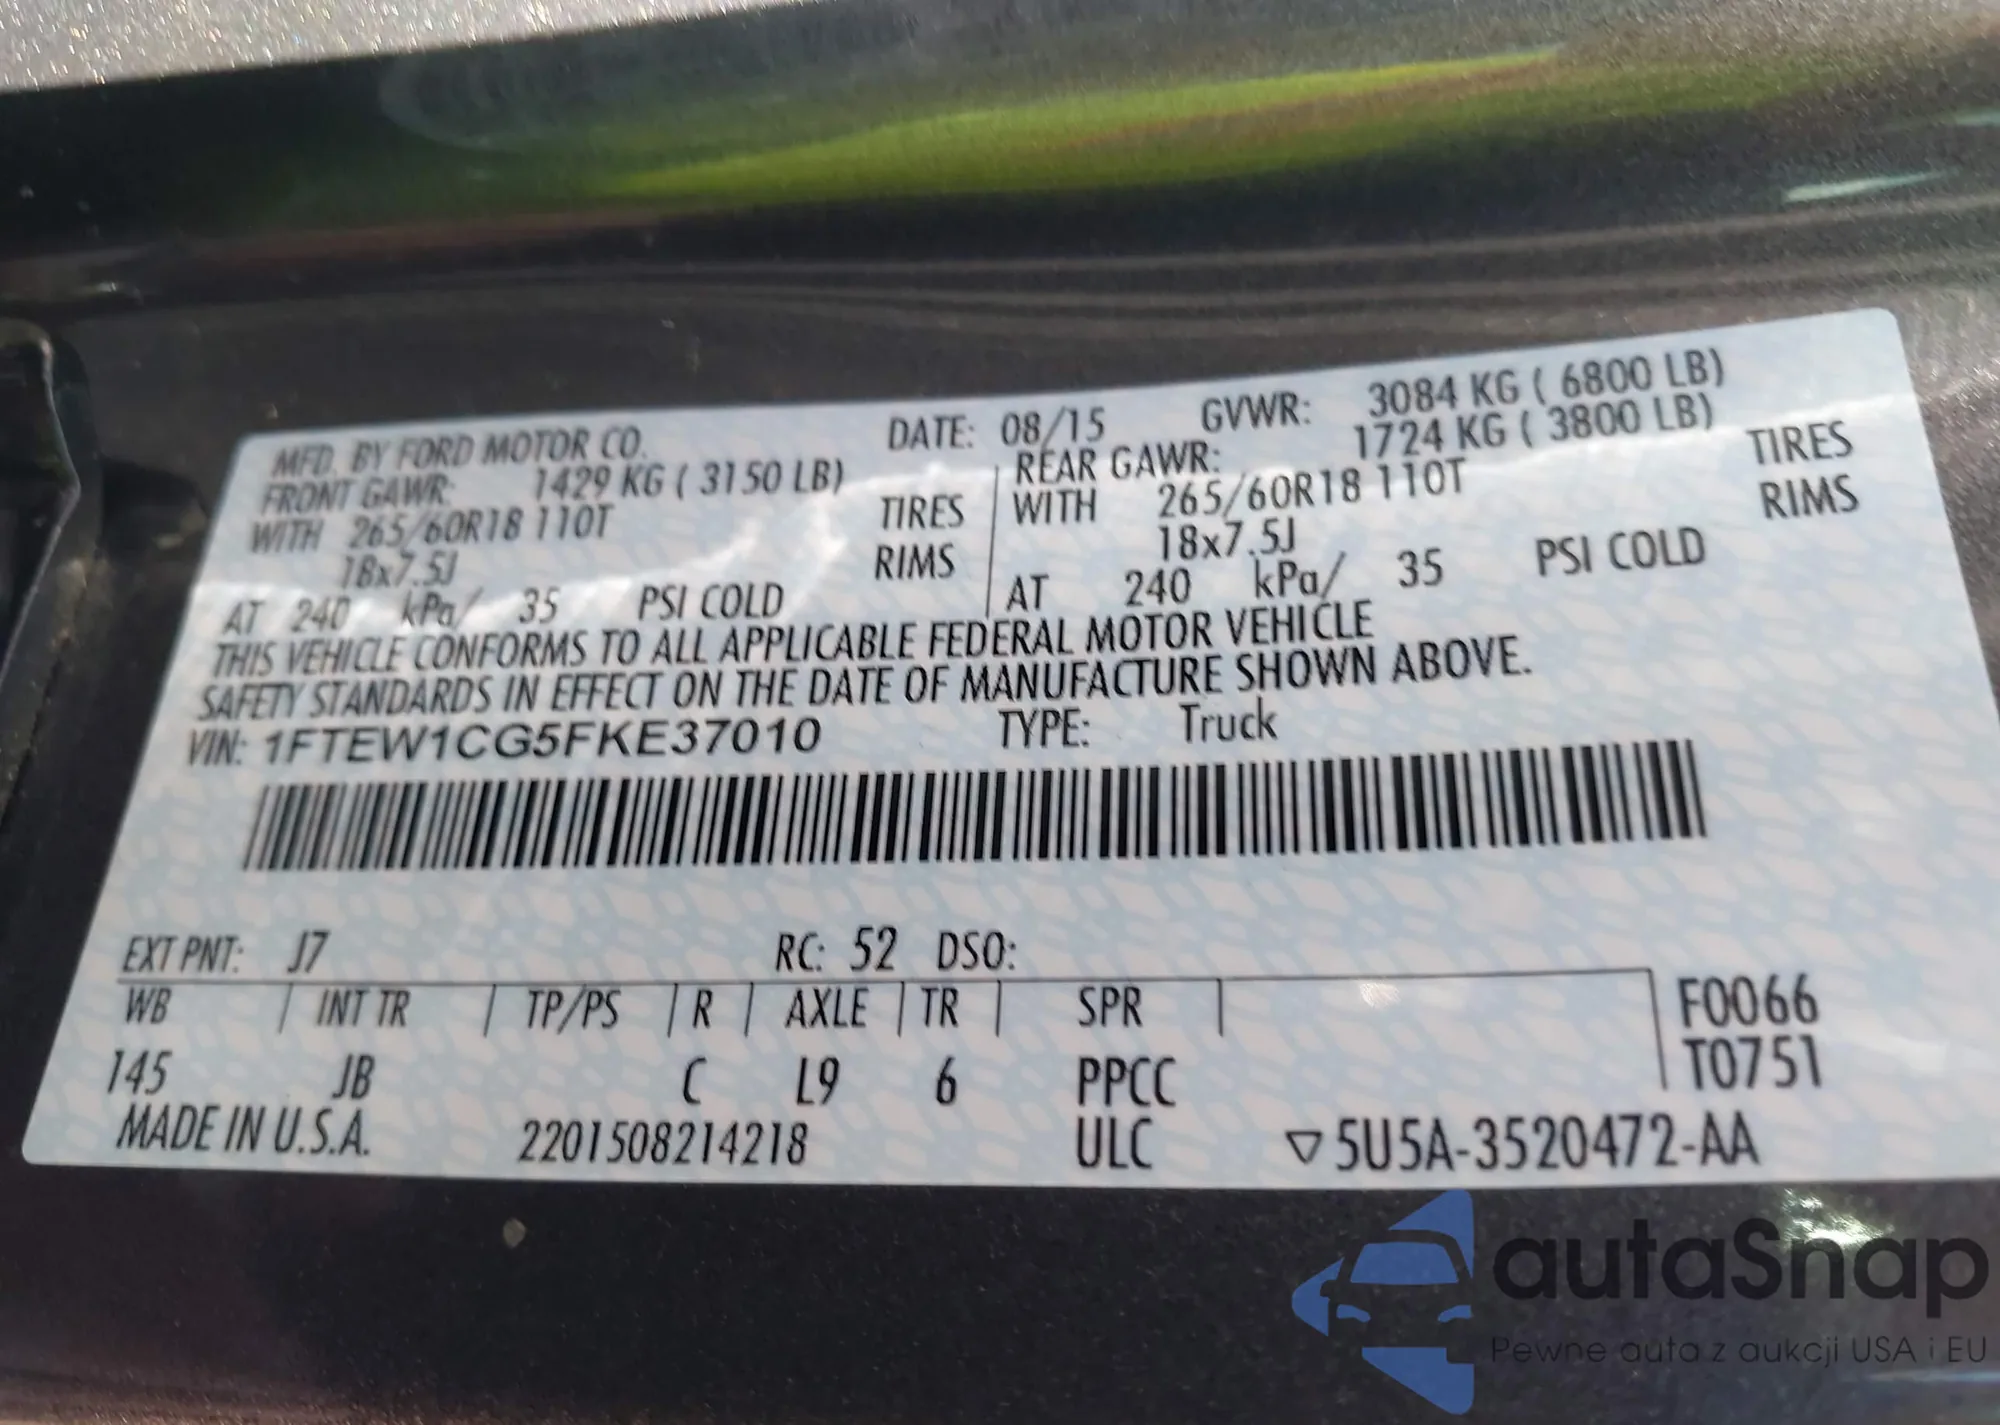 MFD. BY FORD MOTOR CO. DATE: 08/15 GVWR: 3084 KG ( 6800 LB)
FRONT GAWR: 1429 KG ( 3150 LB) REAR GAWR: 1724 KG ( 3800 LB)
WITH 265/60R18 110T TIRES WITH 265/60R18 110T TIRES
18x7.5J RIMS 18x7.5J RIMS
AT 240 kPa/ 35 PSI COLD AT 240 kPa/ 35 PSI COLD
THIS VEHICLE CONFORMS TO ALL APPLICABLE FEDERAL MOTOR VEHICLE
SAFETY STANDARDS IN EFFECT ON THE DATE OF MANUFACTURE SHOWN ABOVE.
VIN: 1FTEW1CG5FKE37010 TYPE: Truck
EXT PNT: J7 RC: 52 DSO:
WB INT TR TP/PS R AXLE TR SPR F0066
145 JB C L9 6 PPCC T0751
MADE IN U.S.A. 2201508214218 ULC ▽5U5A-3520472-AA
autaSnap
Pewne auta z aukcji USA i EU